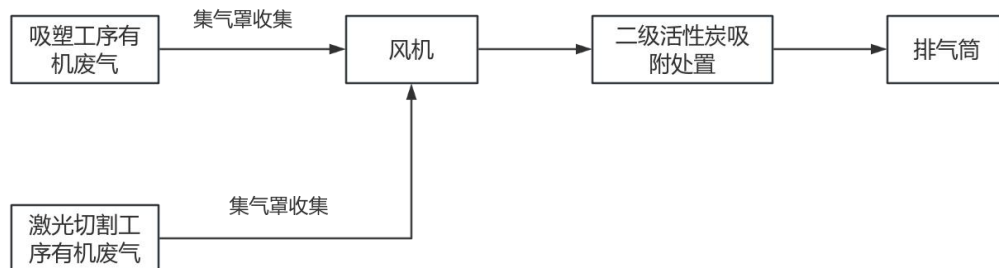 集气罩收集
吸塑工序有
机废气
风机
二级活性炭吸
附处置
排气筒
集气罩收集
激光切割工
序有机废气